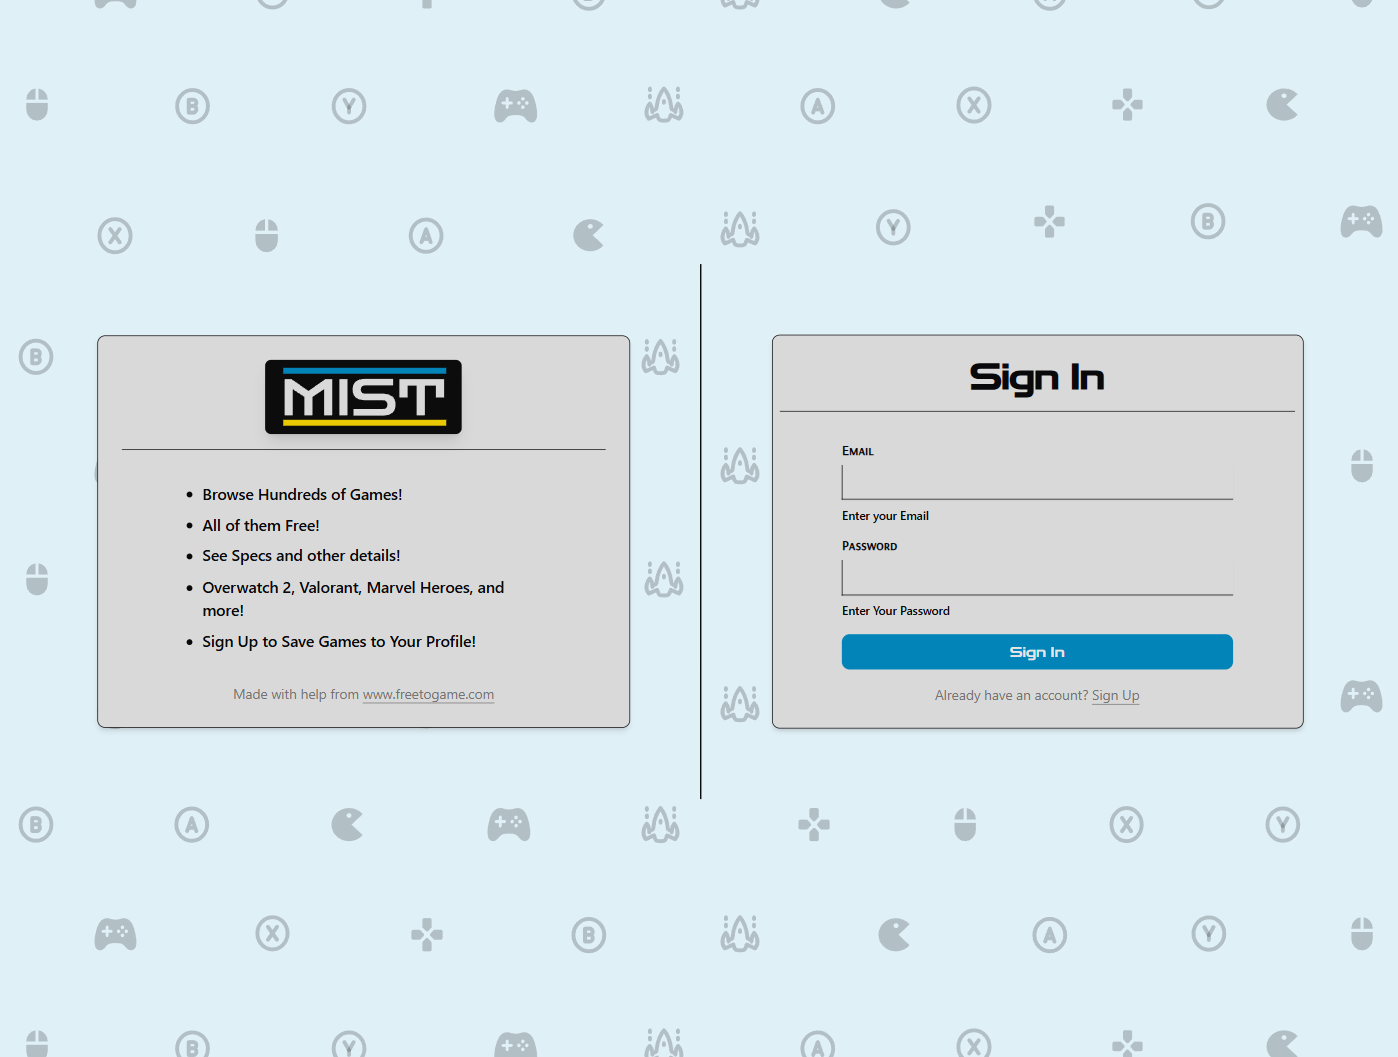 B
Y
A
X
X
A
Y
B
B
MIST
Browse Hundreds of Games!
All of them Free!
See Specs and other details!
Overwatch 2, Valorant, Marvel Heroes, and
more!
Sign Up to Save Games to Your Profile!
Made with help from www.freetogame.com
Sign In
Email
Enter your Email
Password
Enter Your Password
Sign In
Already have an account? Sign Up
B
A
X
Y
X
B
A
Y
B
Y
A
X